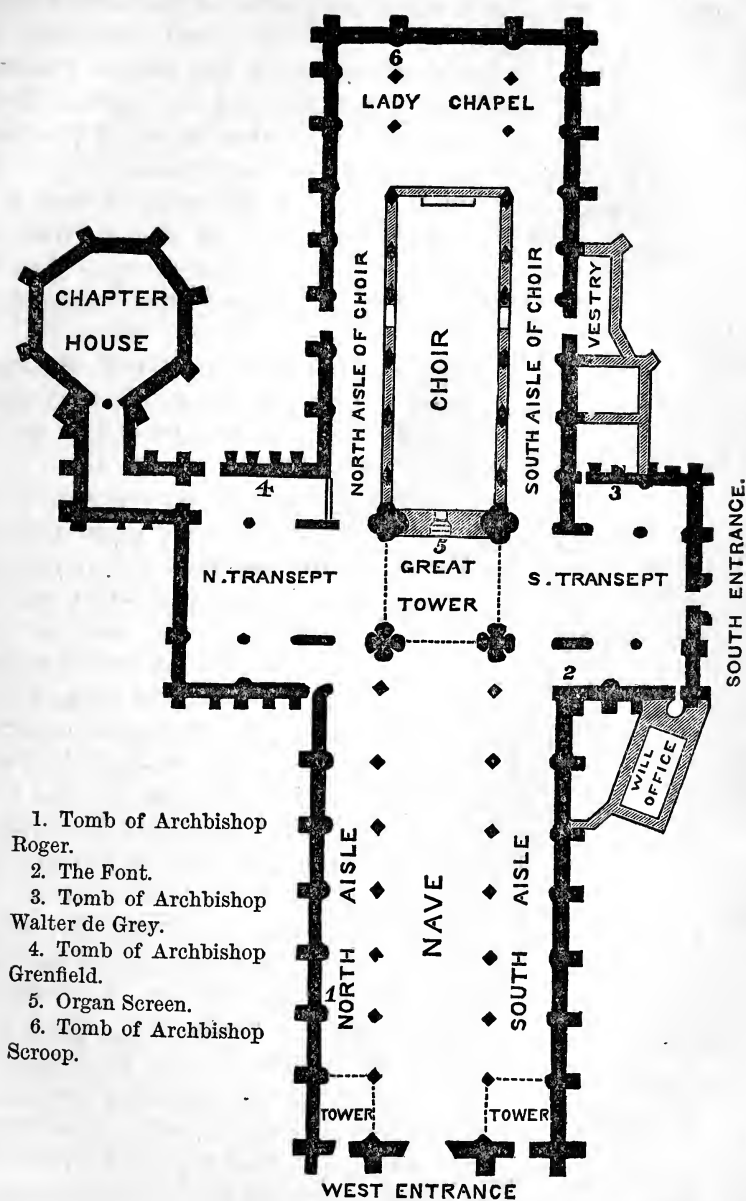 6
LADY CHAPEL
CHAPTER
HOUSE
NORTH AISLE OF CHOIR
CHOIR
SOUTH AISLE OF CHOIR
VESTRY
4
3
5
N. TRANSEPT
GREAT
TOWER
S. TRANSEPT
SOUTH ENTRANCE.
2
WILL
OFFICE
1. Tomb of Archbishop
Roger.
2. The Font.
3. Tomb of Archbishop
Walter de Grey.
4. Tomb of Archbishop
Grenfield.
5. Organ Screen.
6. Tomb of Archbishop
Scroop.
1
NORTH AISLE
NAVE
SOUTH AISLE
TOWER
TOWER
WEST ENTRANCE